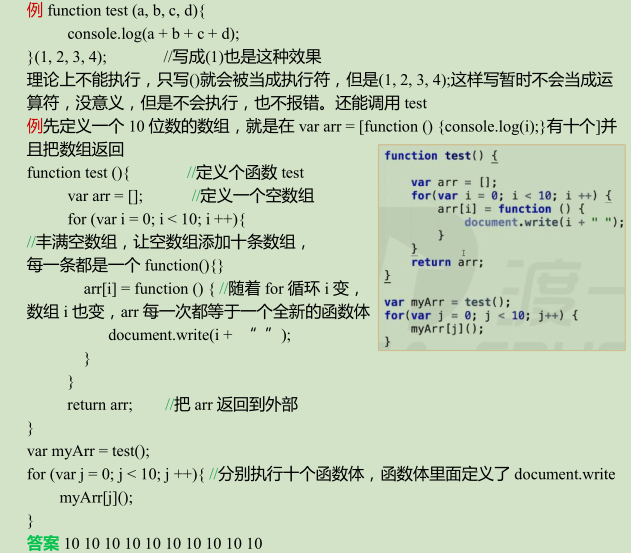 例 function test (a, b, c, d){
console.log(a + b + c + d);
}(1, 2, 3, 4); //写成(1)也是这种效果
理论上不能执行，只写()就会被当成执行符，但是(1, 2, 3, 4);这样写暂时不会当成运
算符，没意义，但是不会执行，也不报错。还能调用 test
例先定义一个 10 位数的数组，就是在 var arr = [function () {console.log(i);}有十个]并
且把数组返回
function test (){ //定义个函数 test
var arr = []; //定义一个空数组
for (var i = 0; i < 10; i ++){
//丰满空数组，让空数组添加十条数组，
每一条都是一个 function(){}
arr[i] = function () { //随着 for 循环 i 变，
数组 i 也变，arr 每一次都等于一个全新的函数体
document.write(i + “ ”);
}
}
return arr; //把 arr 返回到外部
}
var myArr = test();
for (var j = 0; j < 10; j ++){ //分别执行十个函数体，函数体里面定义了 document.write
myArr[j]();
}
答案 10 10 10 10 10 10 10 10 10 10
function test() {
var arr = [];
for(var i = 0; i < 10; i ++) {
arr[i] = function () {
document.write(i + " ");
}
}
return arr;
}
var myArr = test();
for(var j = 0; j < 10; j++) {
myArr[j]();
}
渡一